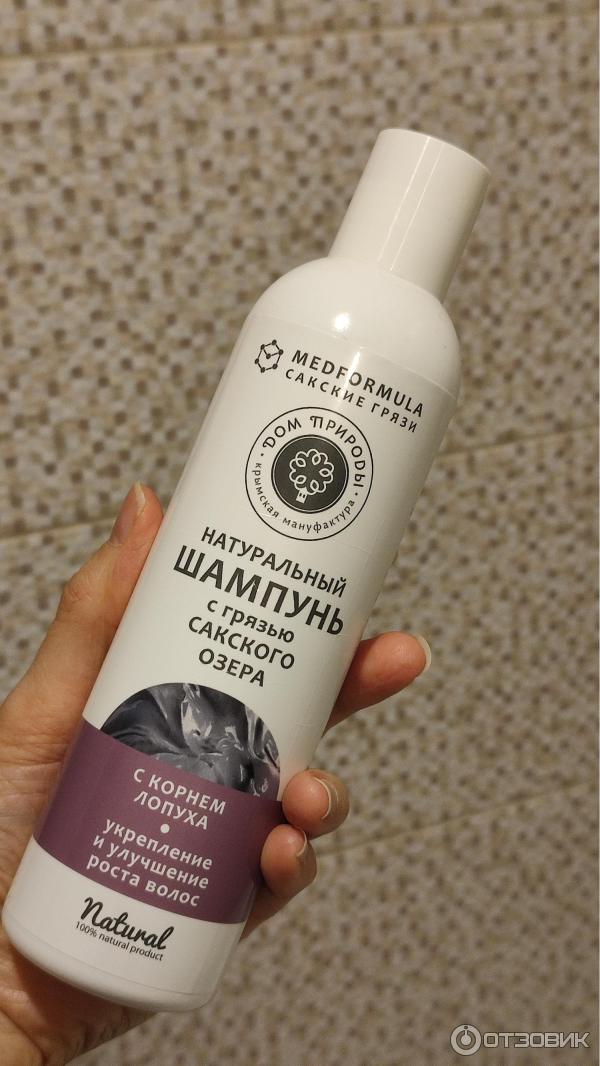 MEDFORMULA
САКСКИЕ ГРЯЗИ
ДОМ ПРИРОДЫ
крымская мануфактура
НАТУРАЛЬНЫЙ
ШАМПУНЬ
с грязью
САКСКОГО
ОЗЕРА
С КОРНЕМ
ЛОПУХА
укрепление
и улучшение
роста волос
Natural
100% natural product
ОТЗОВИК